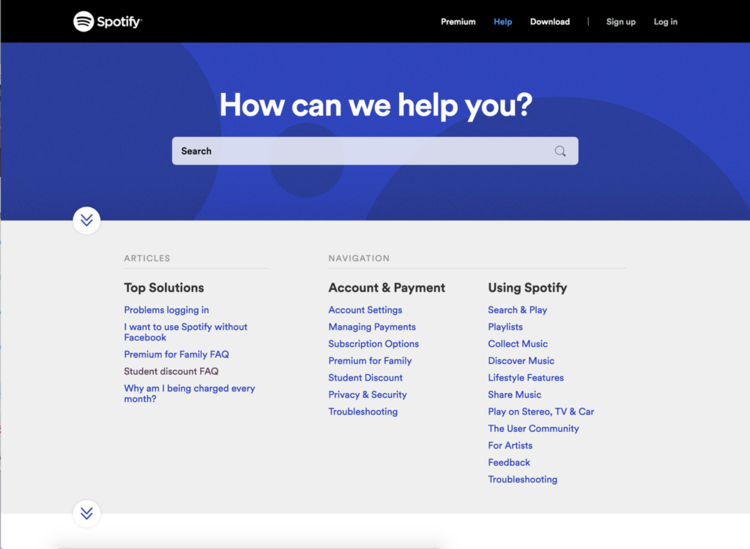 Spotify
Premium
Help
Download
Sign up
Log in
How can we help you?
Search
ARTICLES
Top Solutions
Problems logging in
I want to use Spotify without
Facebook
Premium for Family FAQ
Student discount FAQ
Why am I being charged every
month?
NAVIGATION
Account & Payment
Account Settings
Managing Payments
Subscription Options
Premium for Family
Student Discount
Privacy & Security
Troubleshooting
Using Spotify
Search & Play
Playlists
Collect Music
Discover Music
Lifestyle Features
Share Music
Play on Stereo, TV & Car
The User Community
For Artists
Feedback
Troubleshooting